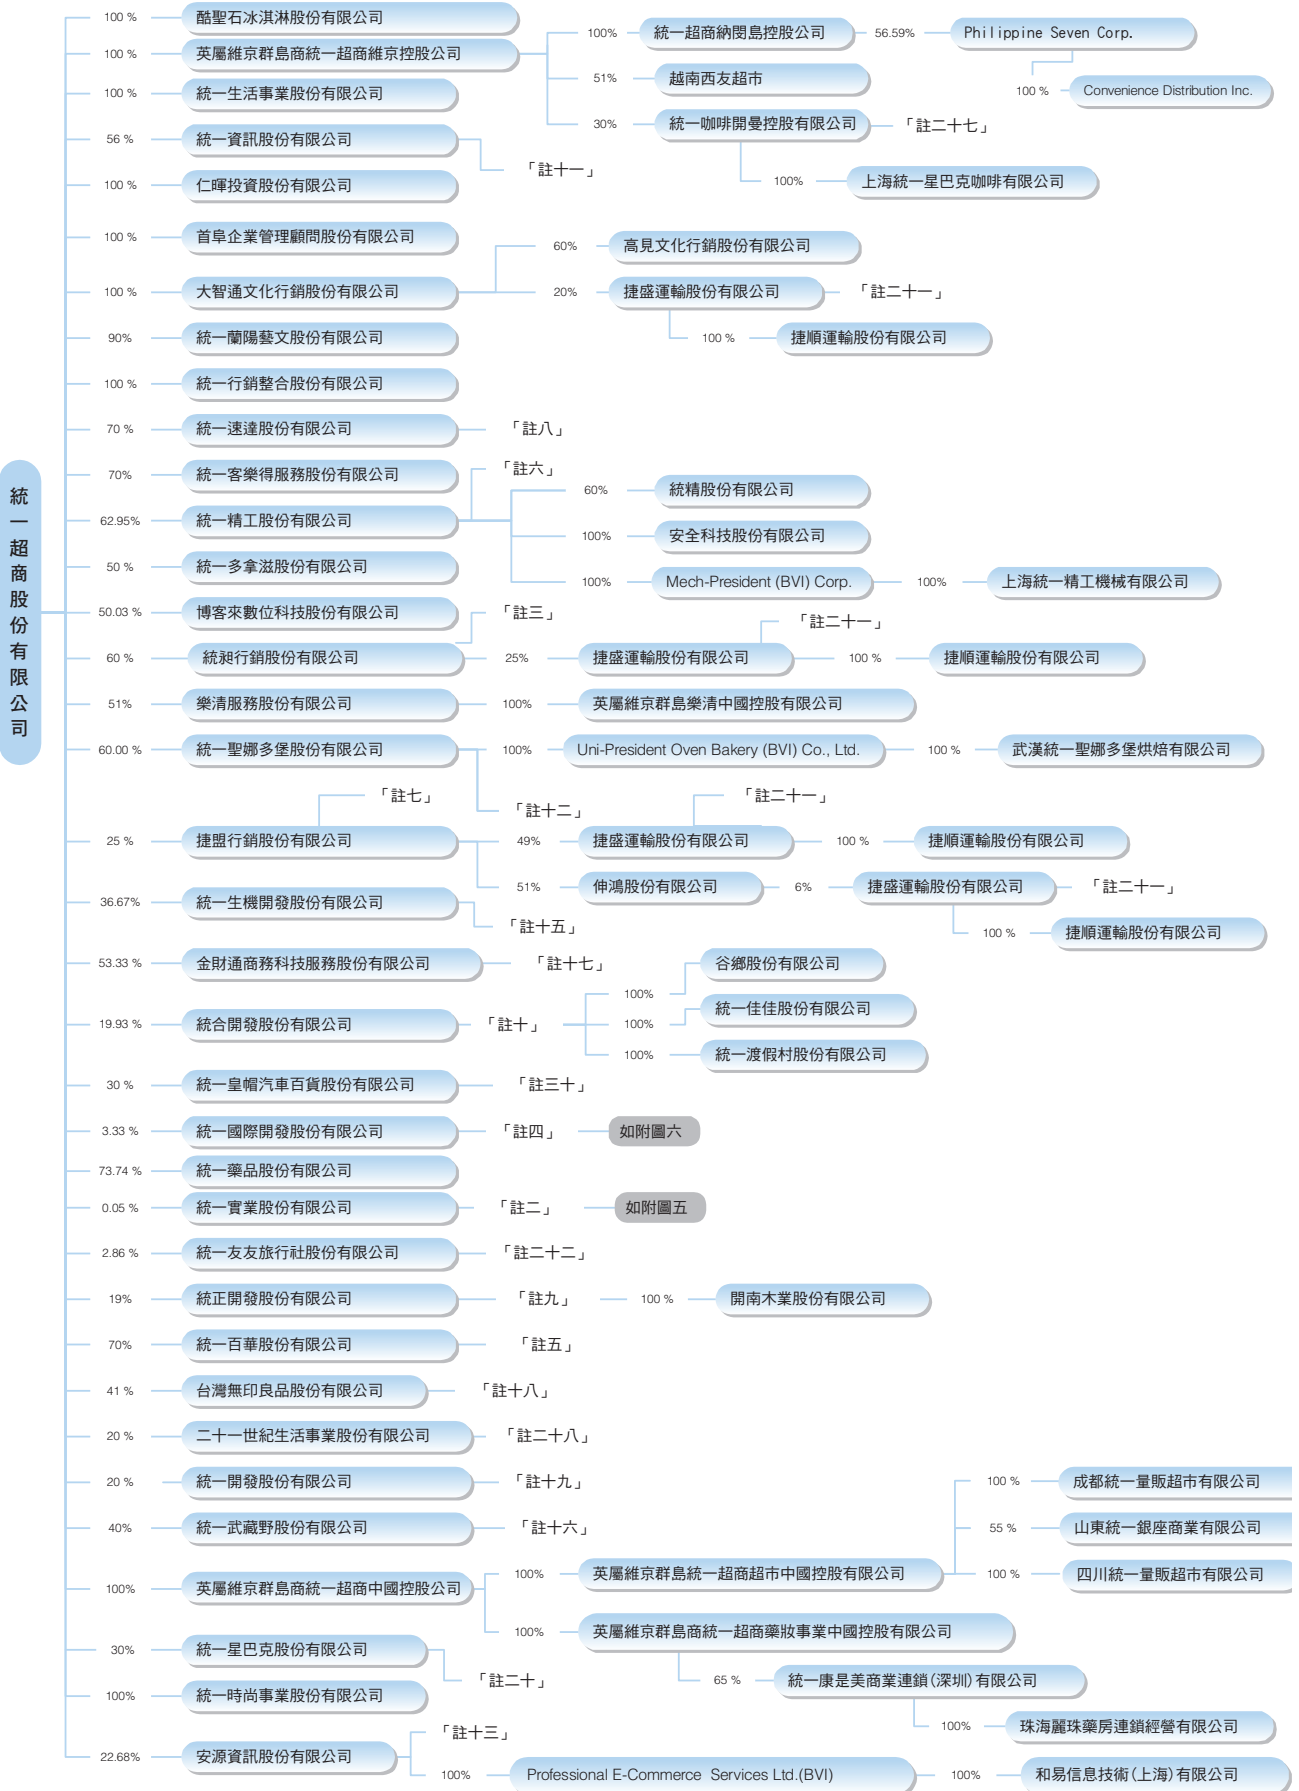 統一超商股份有限公司
100 % 酷聖石冰淇淋股份有限公司
100 % 英屬維京群島商統一超商維京控股公司
100% 統一超商納閩島控股公司 56.59% Philippine Seven Corp.
100 % Convenience Distribution Inc.
51% 越南西友超市
30% 統一咖啡開曼控股有限公司 「註二十七」
100% 上海統一星巴克咖啡有限公司
100 % 統一生活事業股份有限公司
56 % 統一資訊股份有限公司
「註十一」
100 % 仁暉投資股份有限公司
100 % 首阜企業管理顧問股份有限公司
100 % 大智通文化行銷股份有限公司
60% 高見文化行銷股份有限公司
20% 捷盛運輸股份有限公司 「註二十一」
100 % 捷順運輸股份有限公司
90% 統一蘭陽藝文股份有限公司
100 % 統一行銷整合股份有限公司
70 % 統一速達股份有限公司 「註八」
70% 統一客樂得服務股份有限公司
「註六」
62.95% 統一精工股份有限公司
60% 統精股份有限公司
100% 安全科技股份有限公司
100% Mech-President (BVI) Corp. 100% 上海統一精工機械有限公司
50 % 統一多拿滋股份有限公司
50.03 % 博客來數位科技股份有限公司
「註三」
60 % 統昶行銷股份有限公司 25% 捷盛運輸股份有限公司 100 % 捷順運輸股份有限公司
「註二十一」
51% 樂清服務股份有限公司 100% 英屬維京群島樂清中國控股有限公司
60.00 % 統一聖娜多堡股份有限公司 100% Uni-President Oven Bakery (BVI) Co., Ltd. 100 % 武漢統一聖娜多堡烘焙有限公司
「註十二」
「註七」
25 % 捷盟行銷股份有限公司 49% 捷盛運輸股份有限公司 100 % 捷順運輸股份有限公司
「註二十一」
51% 伸鴻股份有限公司 6% 捷盛運輸股份有限公司 「註二十一」
100 % 捷順運輸股份有限公司
36.67% 統一生機開發股份有限公司
「註十五」
53.33 % 金財通商務科技服務股份有限公司 「註十七」
19.93 % 統合開發股份有限公司 「註十」
100% 谷鄉股份有限公司
100% 統一佳佳股份有限公司
100% 統一渡假村股份有限公司
30 % 統一皇帽汽車百貨股份有限公司 「註三十」
3.33 % 統一國際開發股份有限公司 「註四」 如附圖六
73.74 % 統一藥品股份有限公司
0.05 % 統一實業股份有限公司 「註二」 如附圖五
2.86 % 統一友友旅行社股份有限公司 「註二十二」
19% 統正開發股份有限公司 「註九」 100 % 開南木業股份有限公司
70% 統一百華股份有限公司 「註五」
41 % 台灣無印良品股份有限公司 「註十八」
20 % 二十一世紀生活事業股份有限公司 「註二十八」
20 % 統一開發股份有限公司 「註十九」
40% 統一武藏野股份有限公司 「註十六」
100% 英屬維京群島商統一超商中國控股公司
100% 英屬維京群島統一超商超市中國控股有限公司
100 % 成都統一量販超市有限公司
55 % 山東統一銀座商業有限公司
100 % 四川統一量販超市有限公司
100% 英屬維京群島商統一超商藥妝事業中國控股有限公司
65 % 統一康是美商業連鎖(深圳)有限公司
100% 珠海麗珠藥房連鎖經營有限公司
30% 統一星巴克股份有限公司
「註二十」
100% 統一時尚事業股份有限公司
22.68% 安源資訊股份有限公司
「註十三」
100% Professional E-Commerce Services Ltd.(BVI) 100% 和易信息技術(上海)有限公司